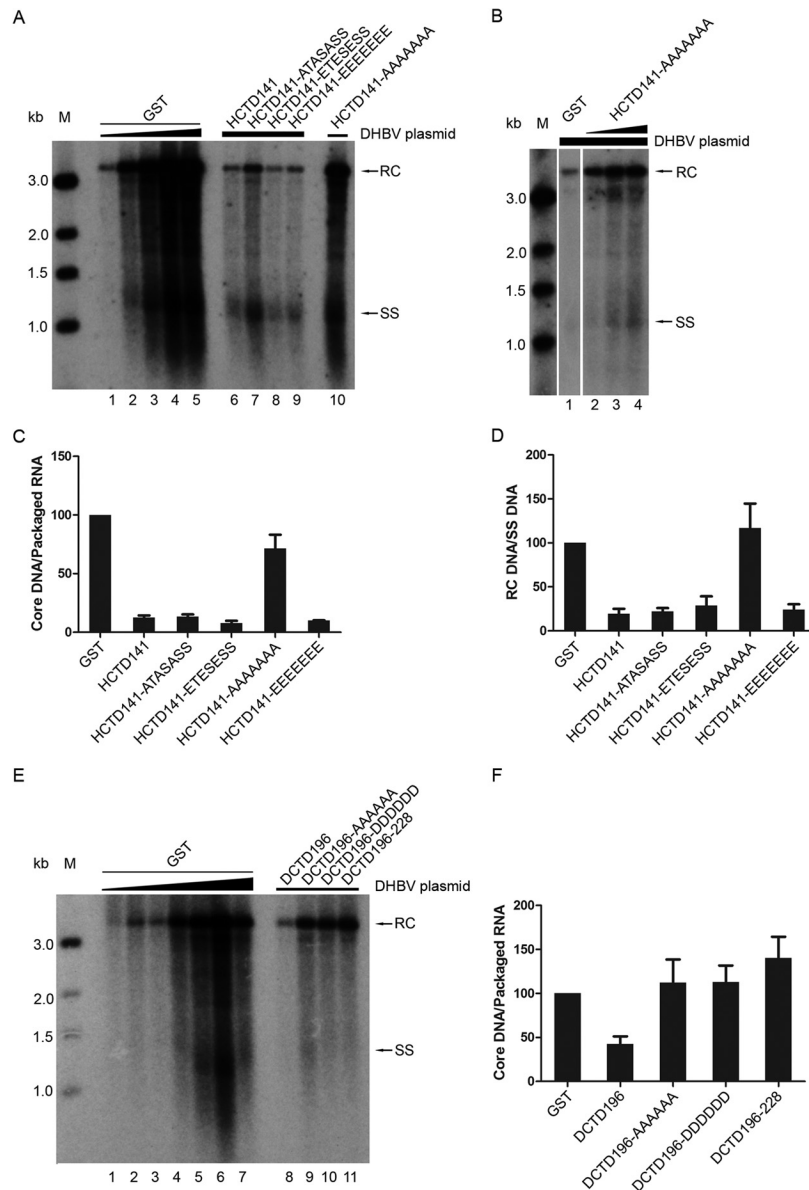 A
GST
HCTD141
HCTD141-ATASASS
HCTD141-ETESESS
HCTD141-EEEEEEE
HCTD141-AAAAAAA
kb M
DHBV plasmid
3.0
RC
2.0
1.5
1.0
SS
1 2 3 4 5 6 7 8 9 10
B
GST
HCTD141-AAAAAAA
kb M
DHBV plasmid
RC
3.0
2.0
1.5
SS
1.0
1 2 3 4
C
Core DNA/Packaged RNA
150
100
50
0
GST
HCTD141
HCTD141-ATASASS
HCTD141-ETESESS
HCTD141-AAAAAAA
HCTD141-EEEEEEE
D
RC DNA/SS DNA
200
150
100
50
0
GST
HCTD141
HCTD141-ATASASS
HCTD141-ETESESS
HCTD141-AAAAAAA
HCTD141-EEEEEEE
E
GST
DCTD196
DCTD196-AAAAAA
DCTD196-DDDDDD
DCTD196-228
kb M
DHBV plasmid
RC
3.0
2.0
1.5
SS
1.0
1 2 3 4 5 6 7 8 9 10 11
F
Core DNA/Packaged RNA
200
150
100
50
0
GST
DCTD196
DCTD196-AAAAAA
DCTD196-DDDDDD
DCTD196-228